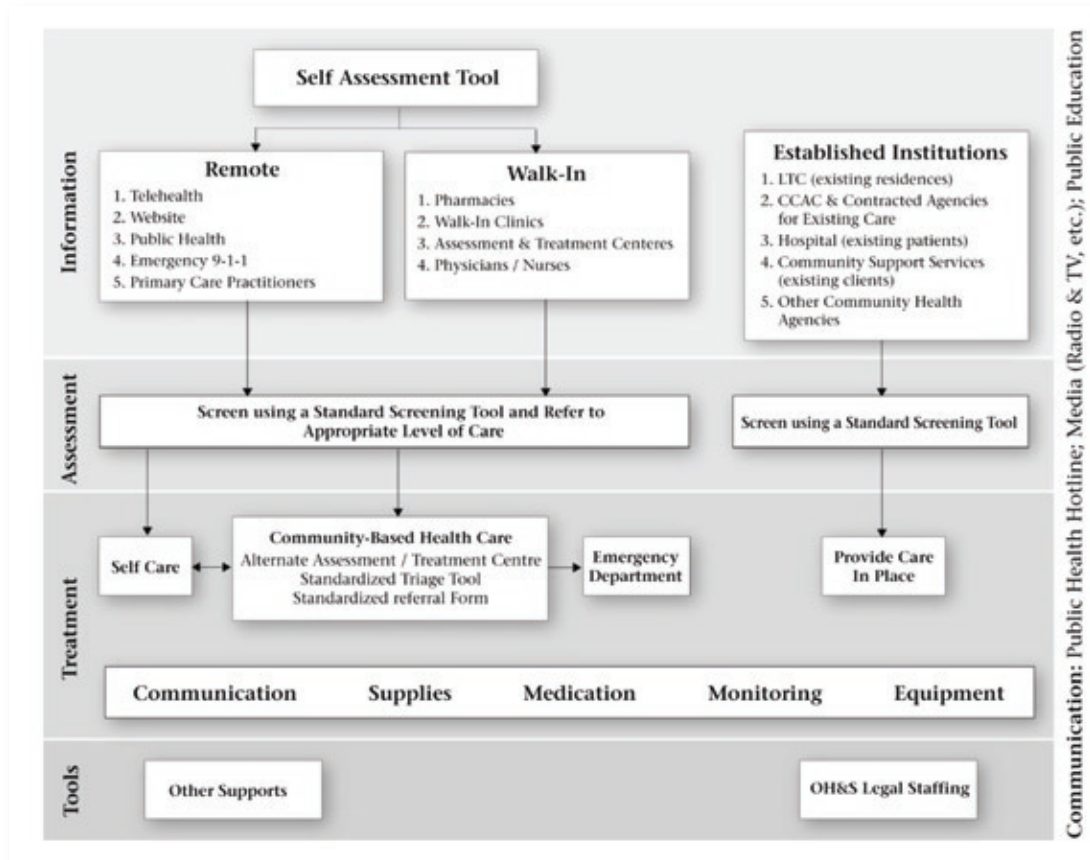 Self Assessment Tool
Remote
1. Telehealth
2. Website
3. Public Health
4. Emergency 9-1-1
5. Primary Care Practitioners
Walk-In
1. Pharmacies
2. Walk-In Clinics
3. Assessment & Treatment Centeres
4. Physicians / Nurses
Established Institutions
1. LTC (existing residences)
2. CCAC & Contracted Agencies
for Existing Care
3. Hospital (existing patients)
4. Community Support Services
(existing clients)
5. Other Community Health
Agencies
Information
Screen using a Standard Screening Tool and Refer to
Appropriate Level of Care
Screen using a Standard Screening Tool
Assessment
Self Care
Community-Based Health Care
Alternate Assessment / Treatment Centre
Standardized Triage Tool
Standardized referral Form
Emergency
Department
Provide Care
In Place
Treatment
Communication Supplies Medication Monitoring Equipment
Tools
Other Supports
OH&S Legal Staffing
Communication: Public Health Hotline; Media (Radio & TV, etc.); Public Education